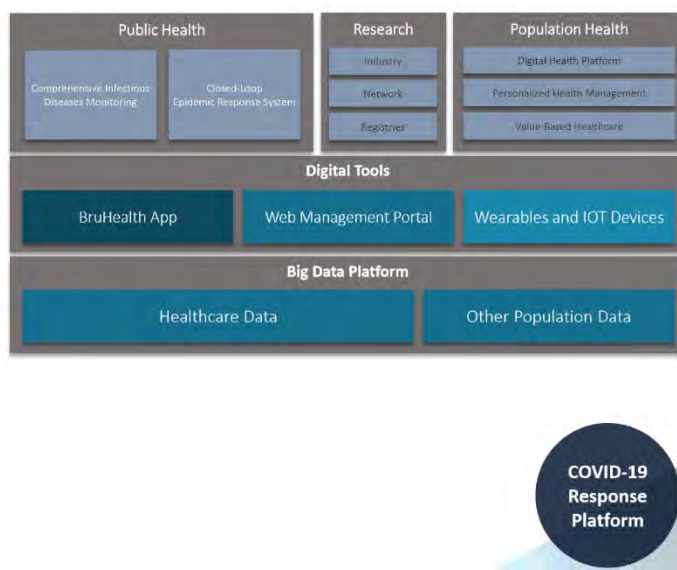 Public Health
Research
Population Health
Comprehensive Infectious
Diseases Monitoring
Closed-Loop
Epidemic Response System
Industry
Network
Registries
Digital Health Platform
Personalized Health Management
Value-Based Healthcare
Digital Tools
BruHealth App
Web Management Portal
Wearables and IOT Devices
Big Data Platform
Healthcare Data
Other Population Data
COVID-19
Response
Platform